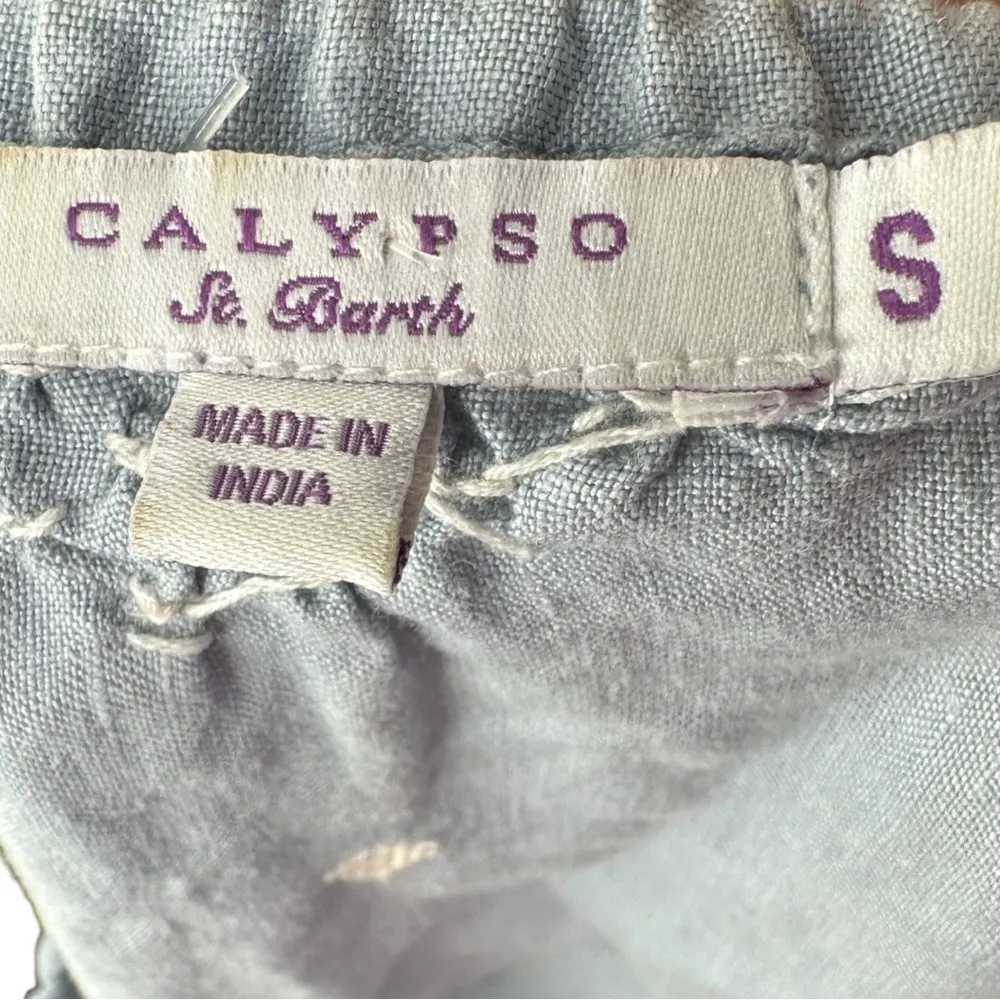 CALYPSO
St. Barth
S
MADE IN
INDIA